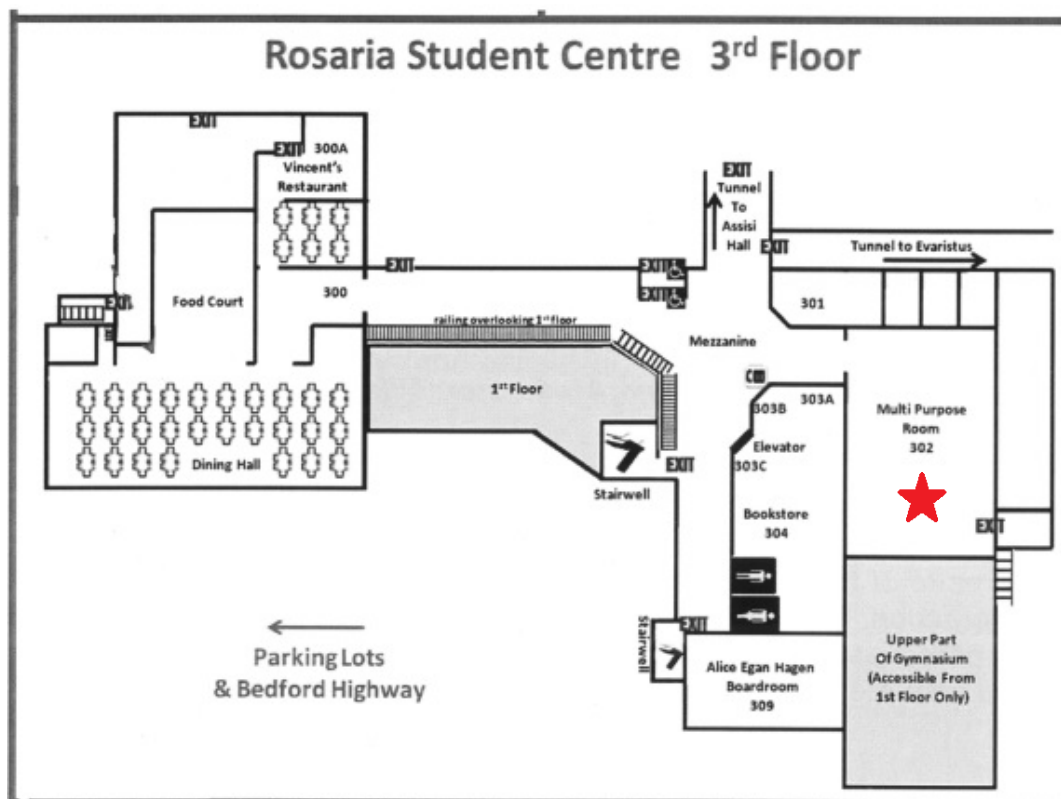 Rosaria Student Centre 3rd Floor
EXIT
EXIT
300A
Vincent's
Restaurant
EXIT
Tunnel
To
Assisi
Hall
EXIT
Tunnel to Evaristus
EXIT
EXIT
EXIT
EXIT
Food Court
300
301
railing overlooking 1st floor
Mezzanine
1st Floor
C
303A
303B
Multi Purpose
Room
302
Elevator
303C
EXIT
Dining Hall
Stairwell
Bookstore
304
EXIT
Stairwell
EXIT
Parking Lots
& Bedford Highway
Alice Egan Hagen
Boardroom
309
Upper Part
Of Gymnasium
(Accessible From
1st Floor Only)